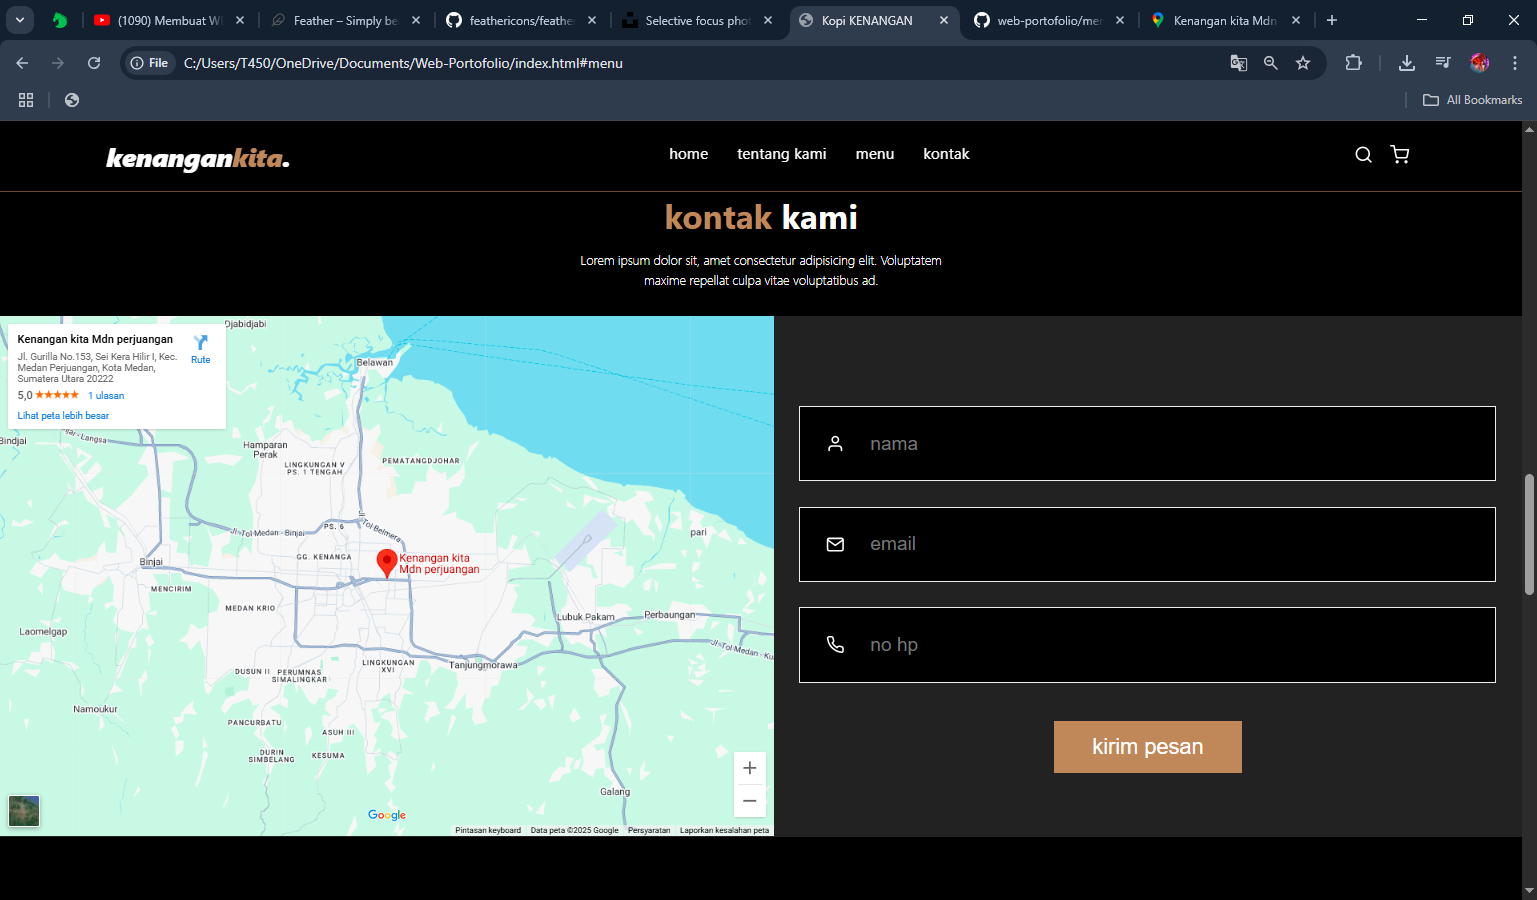 (1090) Membuat W
Feather – Simply be
feathericons/feathe
Selective focus phot
Kopi KENANGAN
web-portofolio/me
Kenangan kita Mdn
File
C:/Users/T450/OneDrive/Documents/Web-Portofolio/index.html#menu
All Bookmarks
kenangankita.
home
tentang kami
menu
kontak
kontak kami
Lorem ipsum dolor sit, amet consectetur adipisicing elit. Voluptatem
maxime repellat culpa vitae voluptatibus ad.
Kenangan kita Mdn perjuangan
Jl. Gurilla No.153, Sei Kera Hilir I, Kec.
Medan Perjuangan, Kota Medan,
Sumatera Utara 20222
Rute
5,0
1 ulasan
Lihat peta lebih besar
Djabidjabi
Belawan
Bindjai
ar - Langsa
Hamparan
Perak
LINGKUNGAN V
PS. 1 TENGAH
PEMATANGDJOHAR
PS. 6
Jl. Tol Medan - Binjai
Tol Belmera
pari
GG. KENANGA
Kenangan kita
Mdn perjuangan
Binjai
MENCIRIM
MEDAN KRIO
Lubuk Pakam
Perbaungan
Laomelgap
Jl. Tol Medan - Ku
LINGKUNGAN
XVI
Tanjungmorawa
DUSUN II
PERUMNAS
SIMALINGKAR
Namoukur
PANCURBATU
ASUH III
DURIN
SIMBELANG
KESUMA
Galang
Google
Pintasan keyboard
Data peta ©2025 Google
Persyaratan
Laporkan kesalahan peta
nama
email
no hp
kirim pesan